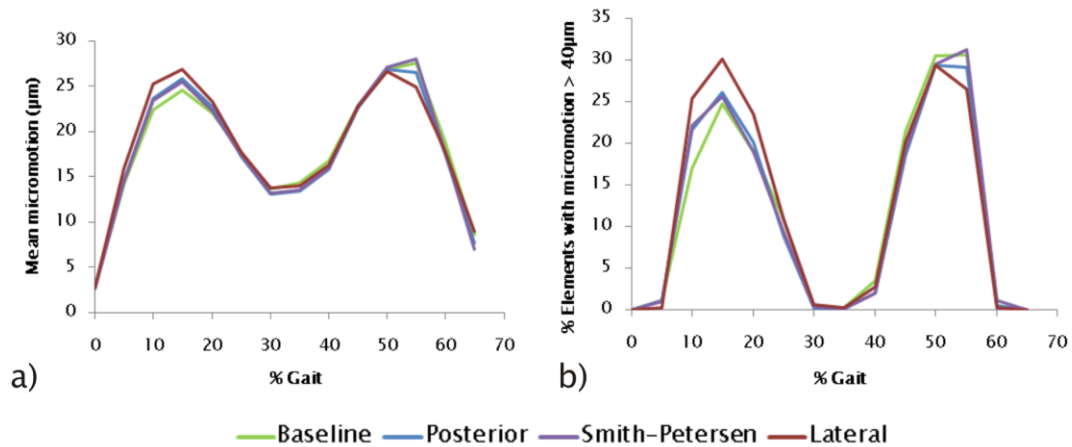 Mean micromotion (µm)
30
25
20
15
10
5
0
0 10 20 30 40 50 60 70
% Gait
a)
% Elements with micromotion > 40µm
35
30
25
20
15
10
5
0
0 10 20 30 40 50 60 70
% Gait
b)
Baseline Posterior Smith-Petersen Lateral